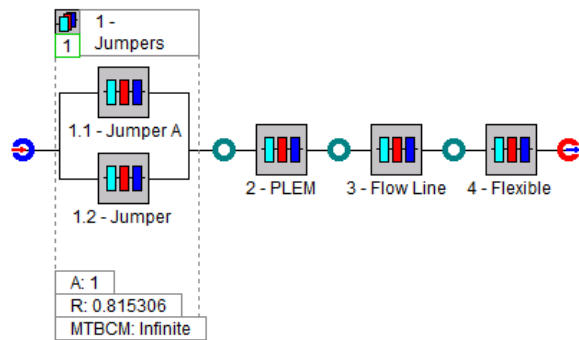 1 -
Jumpers
1
1.1 - Jumper A
1.2 - Jumper
2 - PLEM
3 - Flow Line
4 - Flexible
A: 1
R: 0.815306
MTBCM: Infinite